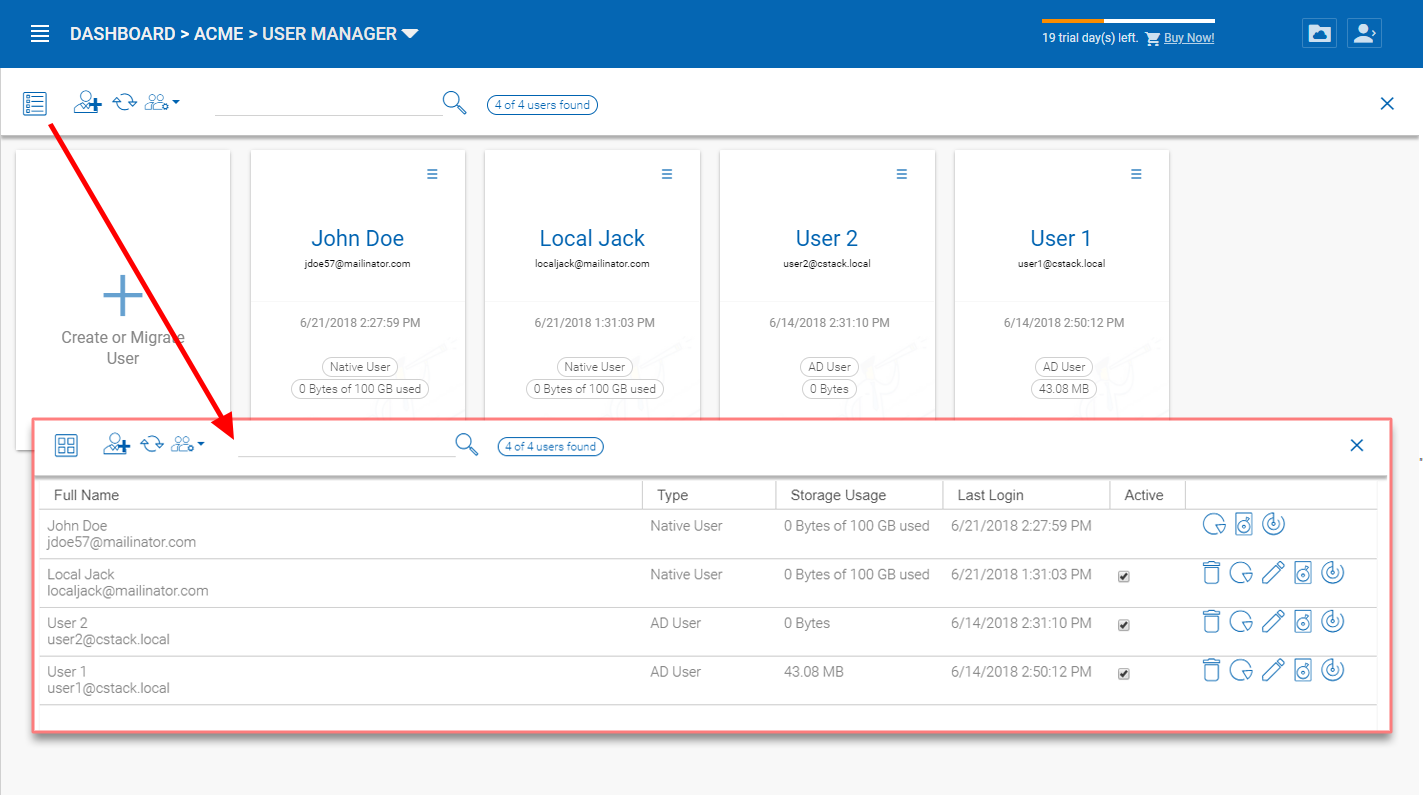 DASHBOARD > ACME > USER MANAGER
19 trial day(s) left. Buy Now!
4 of 4 users found
Create or Migrate
User
John Doe
jdoe57@mailinator.com
6/21/2018 2:27:59 PM
Native User
0 Bytes of 100 GB used
Local Jack
localjack@mailinator.com
6/21/2018 1:31:03 PM
Native User
0 Bytes of 100 GB used
User 2
user2@cstack.local
6/14/2018 2:31:10 PM
AD User
0 Bytes
User 1
user1@cstack.local
6/14/2018 2:50:12 PM
AD User
43.08 MB
4 of 4 users found
Full Name Type Storage Usage Last Login Active
John Doe Native User 0 Bytes of 100 GB used 6/21/2018 2:27:59 PM
jdoe57@mailinator.com
Local Jack Native User 0 Bytes of 100 GB used 6/21/2018 1:31:03 PM
localjack@mailinator.com
User 2 AD User 0 Bytes 6/14/2018 2:31:10 PM
user2@cstack.local
User 1 AD User 43.08 MB 6/14/2018 2:50:12 PM
user1@cstack.local